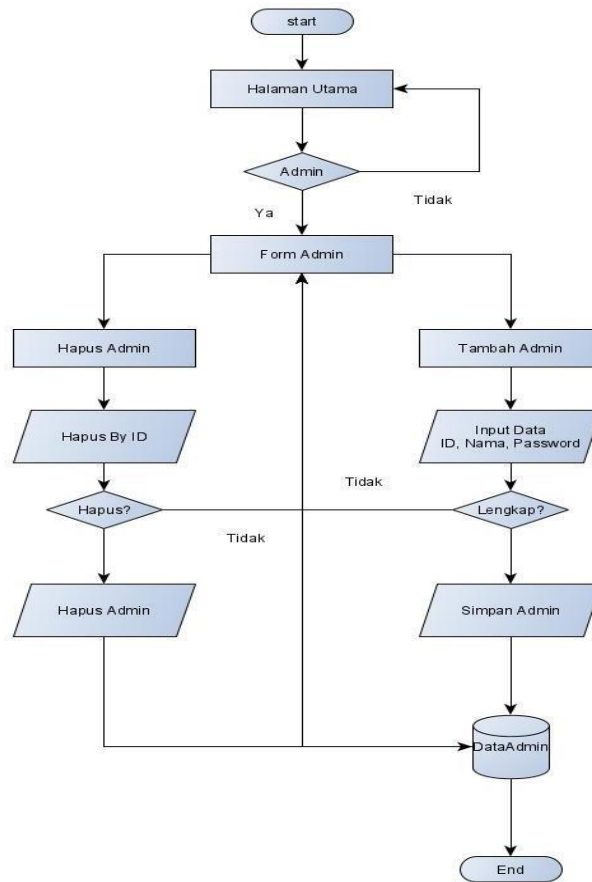 start
Halaman Utama
Admin
Tidak
Ya
Form Admin
Hapus Admin
Tambah Admin
Hapus By ID
Input Data
ID, Nama, Password
Tidak
Hapus?
Lengkap?
Tidak
Hapus Admin
Simpan Admin
DataAdmin
End